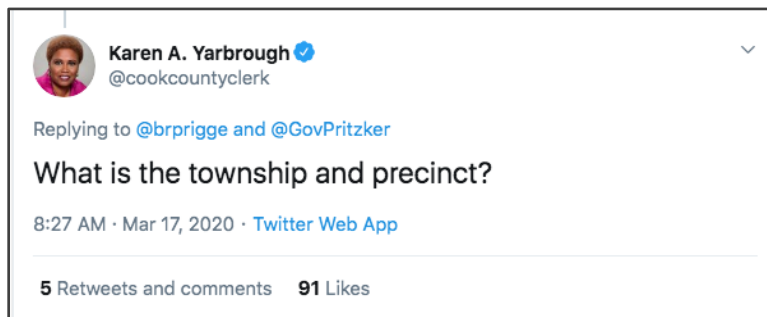 Karen A. Yarbrough
@cookcountyclerk
Replying to @brprigge and @GovPritzker
What is the township and precinct?
8:27 AM · Mar 17, 2020 · Twitter Web App
5 Retweets and comments 91 Likes